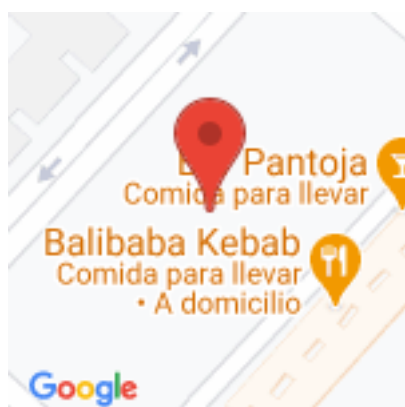 Pantoja
Comida para llevar
Balibaba Kebab
Comida para llevar
• A domicilio
Google